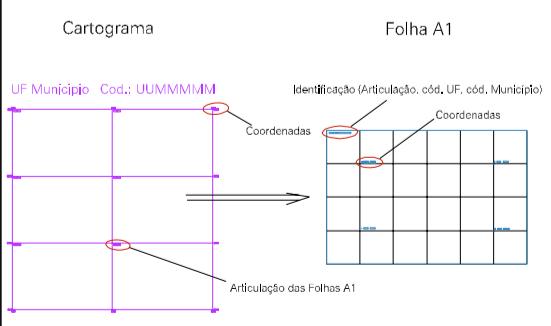 Cartograma
Folha A1
UF Município Cod.: UUMMMMM
Identificação (Articulação, cód. UF, cód. Município)
Coordenadas
Coordenadas
Articulação das Folhas A1